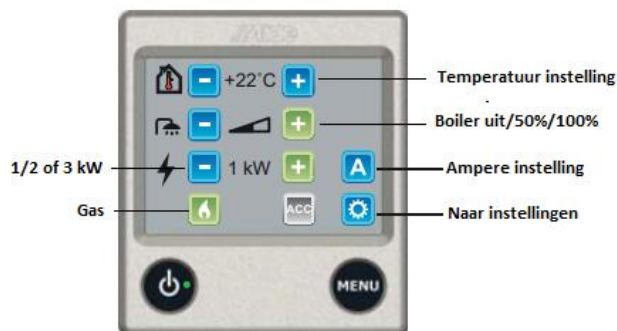 +22°C
Temperatuur instelling
Boiler uit/50%/100%
1/2 of 3 kW
1 kW
A
Ampere instelling
Gas
ACC
Naar instellingen
MENU